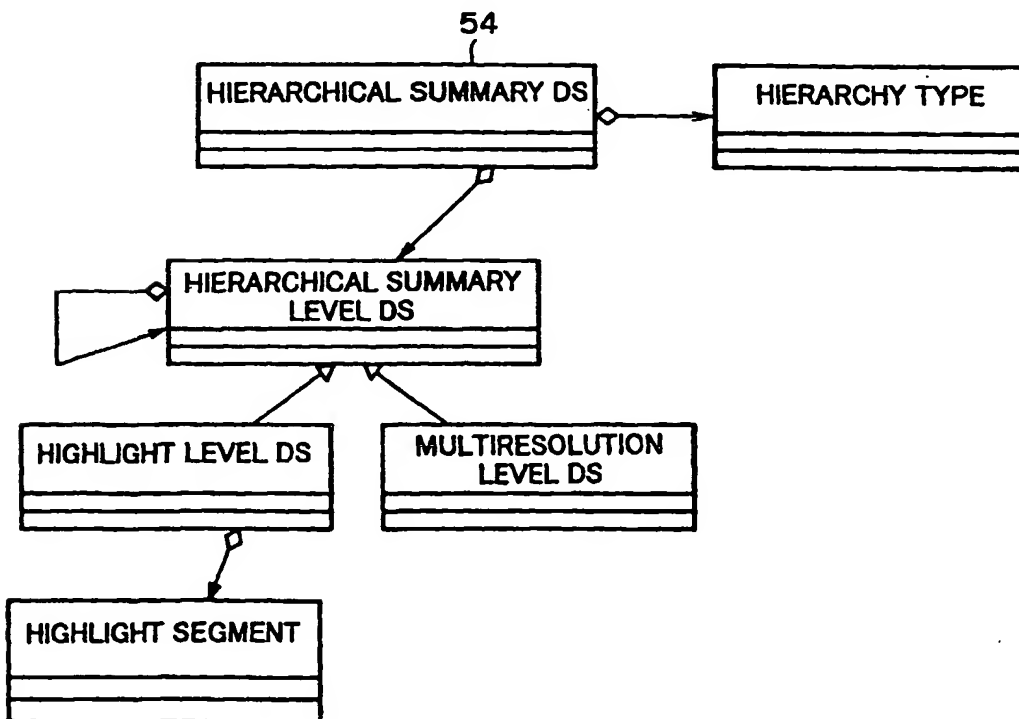 54
HIERARCHICAL SUMMARY DS
HIERARCHY TYPE
HIERARCHICAL SUMMARY
LEVEL DS
HIGHLIGHT LEVEL DS
MULTIRESOLUTION
LEVEL DS
HIGHLIGHT SEGMENT